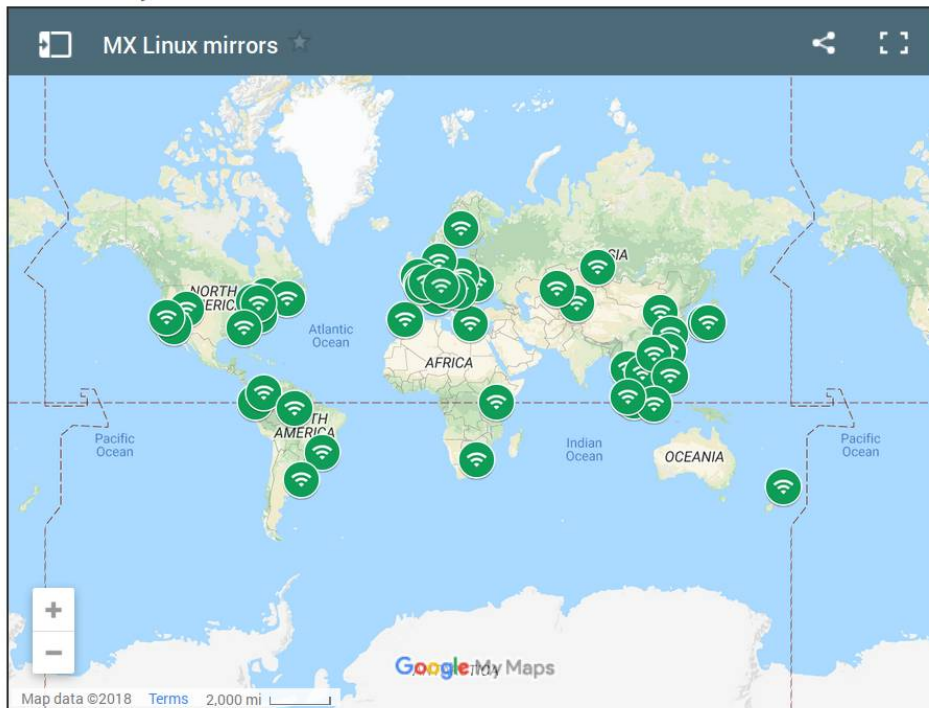 MX Linux mirrors
NORTH
AMERICA
Atlantic
Ocean
AFRICA
SIA
Pacific
Ocean
TH
AMERICA
Indian
Ocean
OCEANIA
Pacific
Ocean
+
−
Google My Maps
Map data ©2018 Terms 2,000 mi